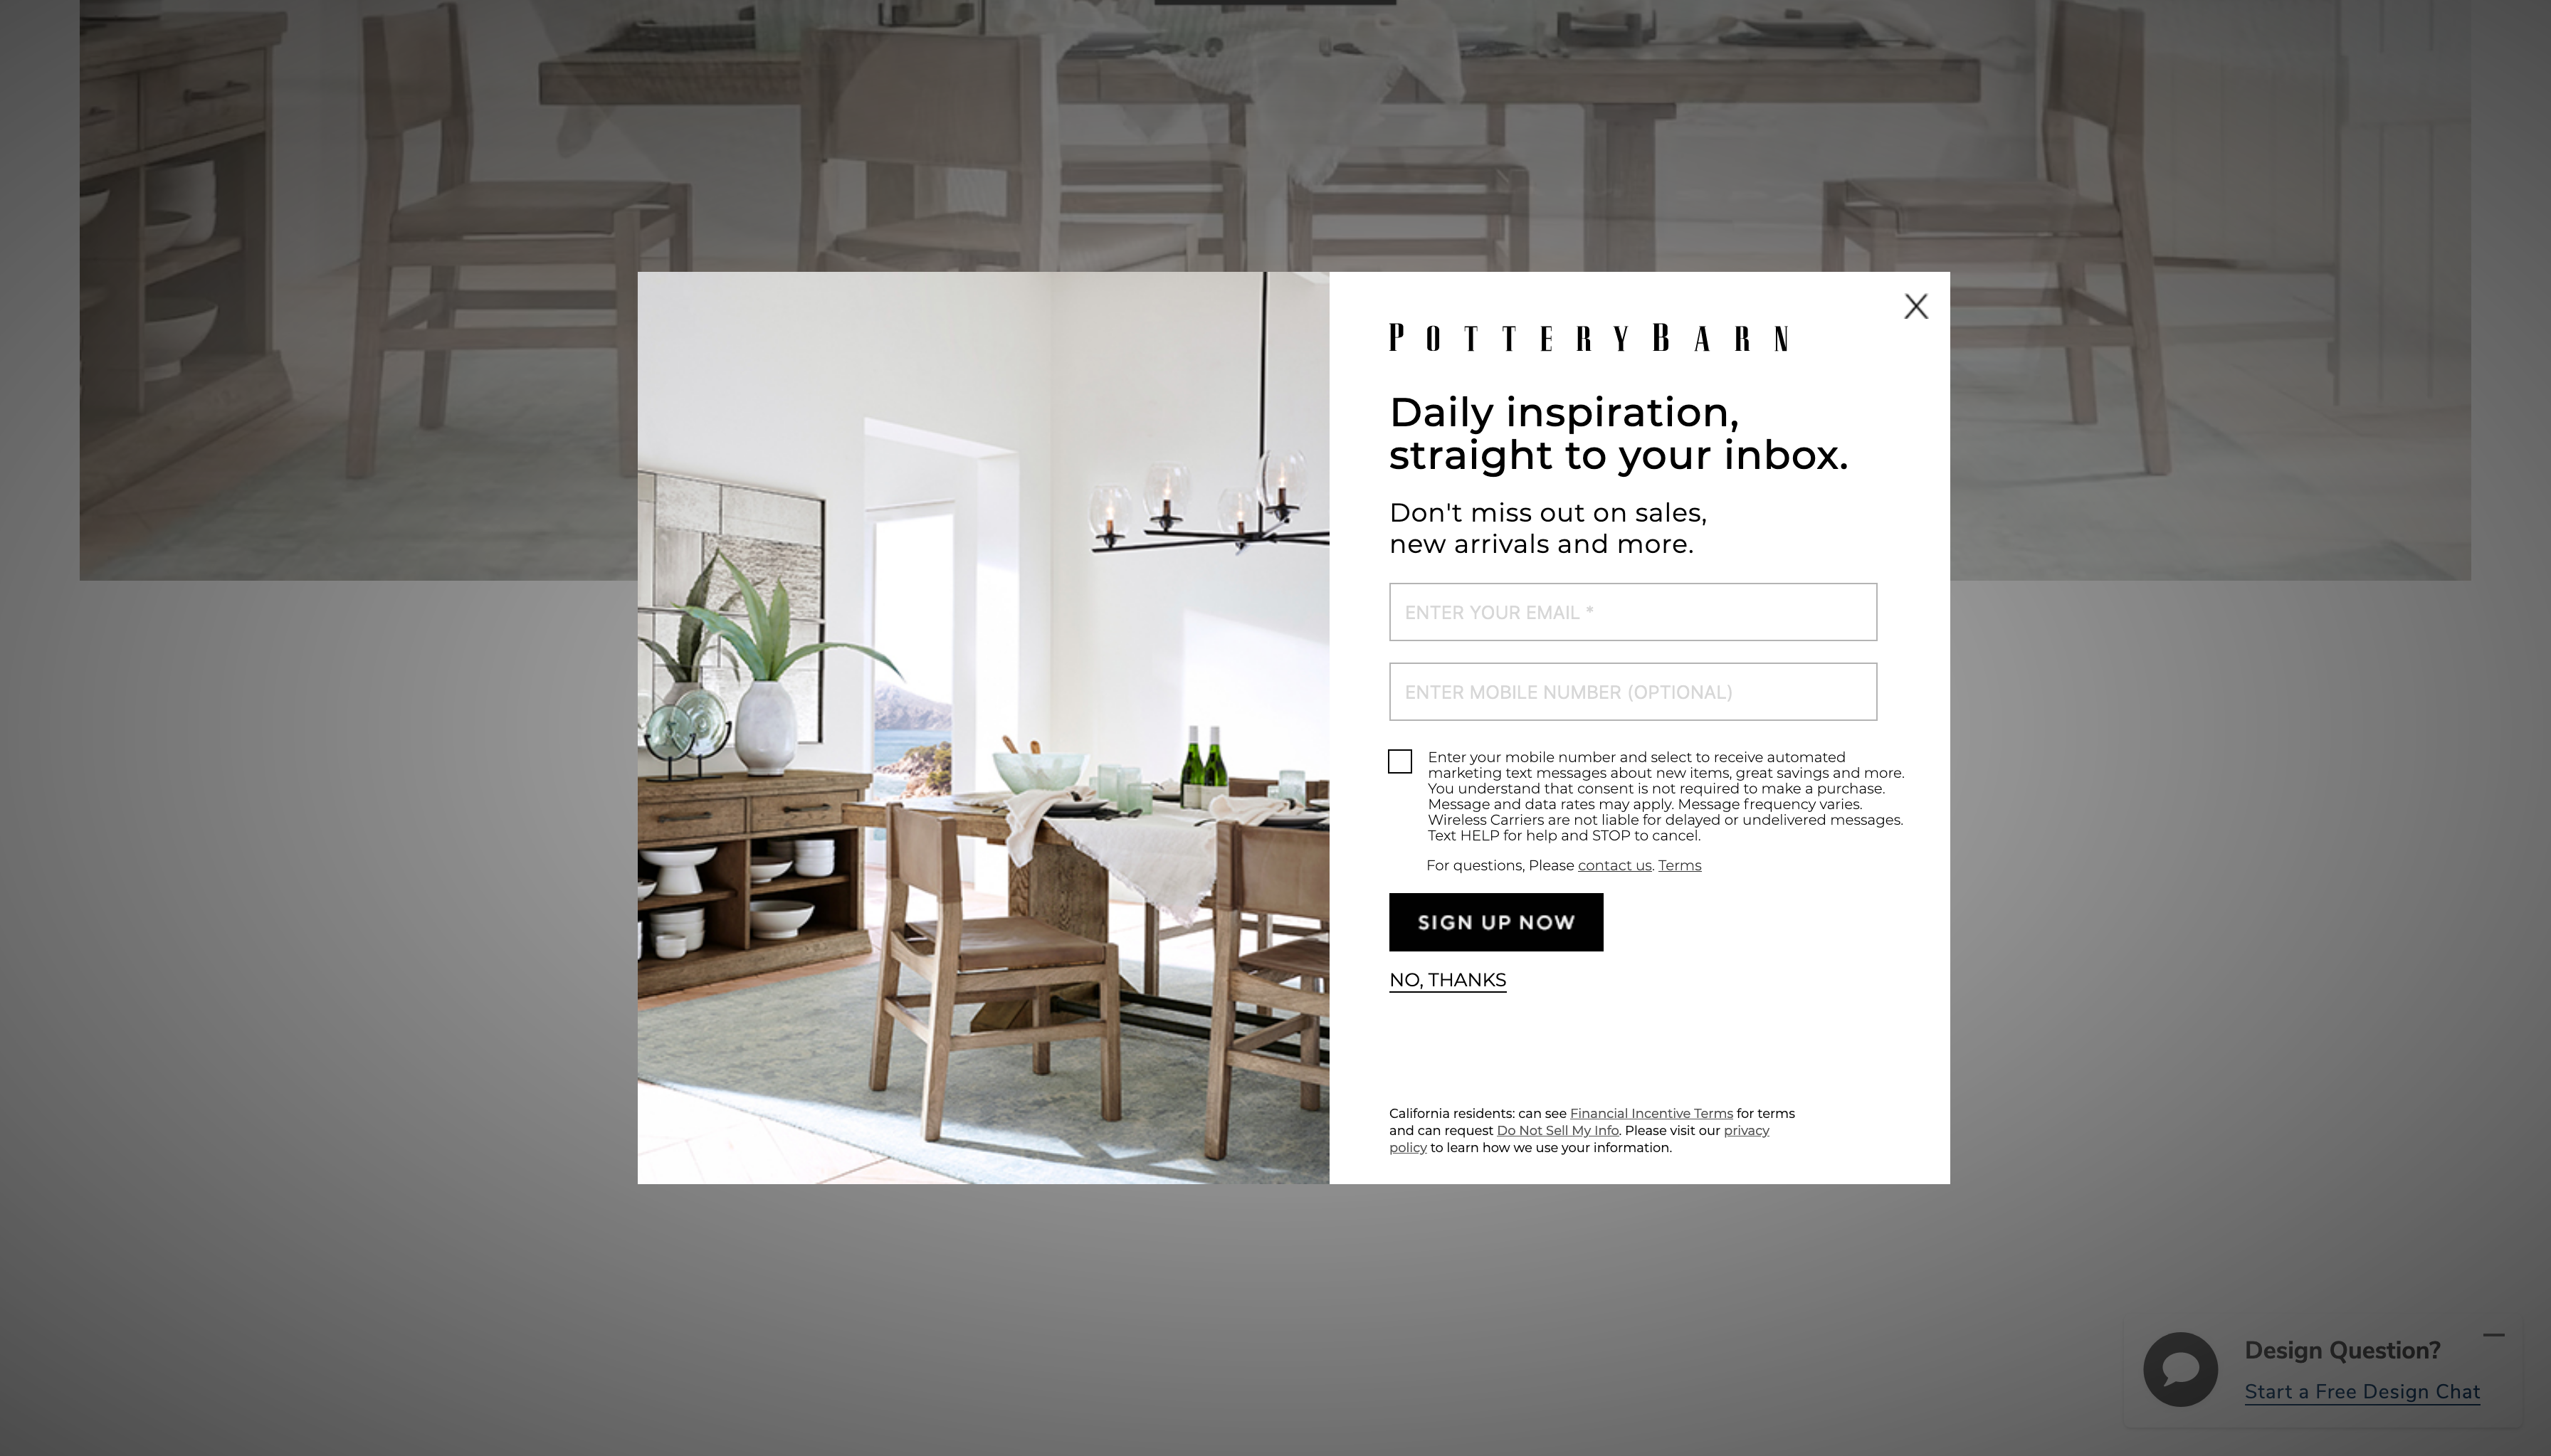 POTTERY BARN
Daily inspiration,
straight to your inbox.
Don't miss out on sales,
new arrivals and more.
ENTER YOUR EMAIL *
ENTER MOBILE NUMBER (OPTIONAL)
Enter your mobile number and select to receive automated
marketing text messages about new items, great savings and more.
You understand that consent is not required to make a purchase.
Message and data rates may apply. Message frequency varies.
Wireless Carriers are not liable for delayed or undelivered messages.
Text HELP for help and STOP to cancel.
For questions, Please contact us. Terms
SIGN UP NOW
NO, THANKS
California residents: can see Financial Incentive Terms for terms
and can request Do Not Sell My Info. Please visit our privacy
policy to learn how we use your information.
Design Question?
Start a Free Design Chat